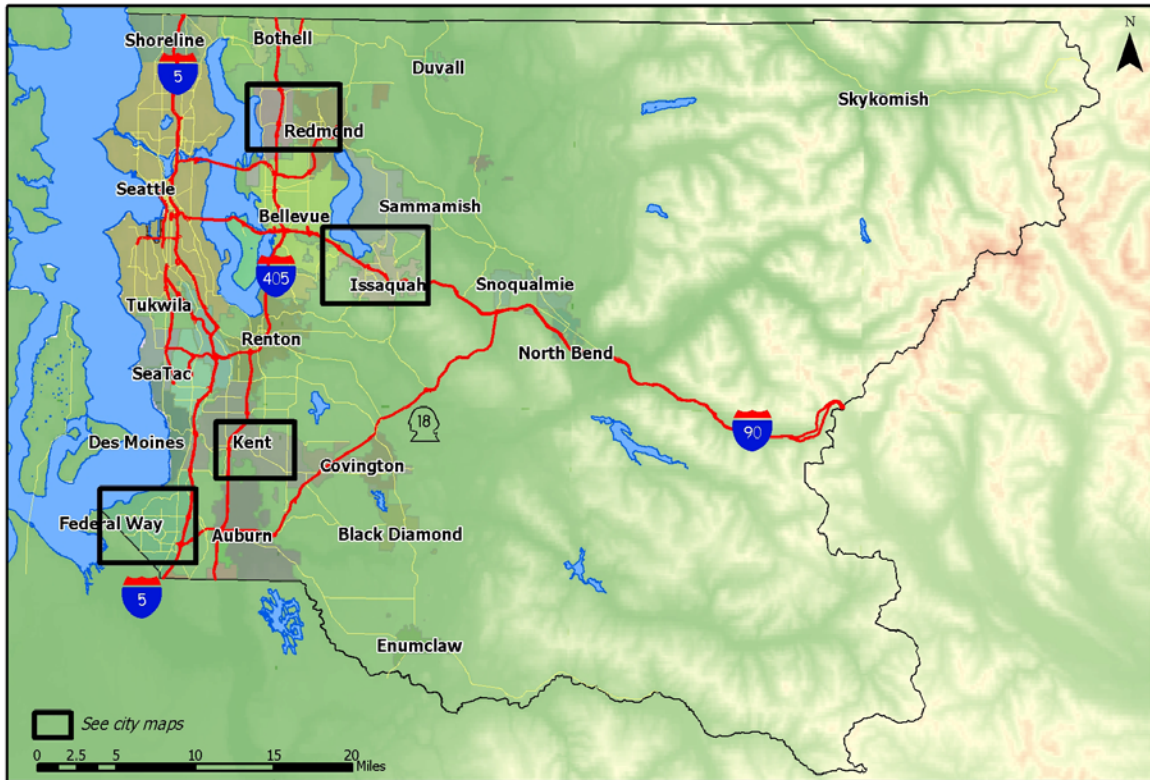 N
Shoreline
Bothell
Duvall
5
Skykomish
Redmond
Seattle
Sammamish
Bellevue
405
Issaquah
Snoqualmie
Tukwila
Renton
North Bend
SeaTac
18
90
Des Moines
Kent
Covington
Federal Way
Auburn
Black Diamond
5
Enumclaw
See city maps
0 2.5 5 10 15 20
Miles